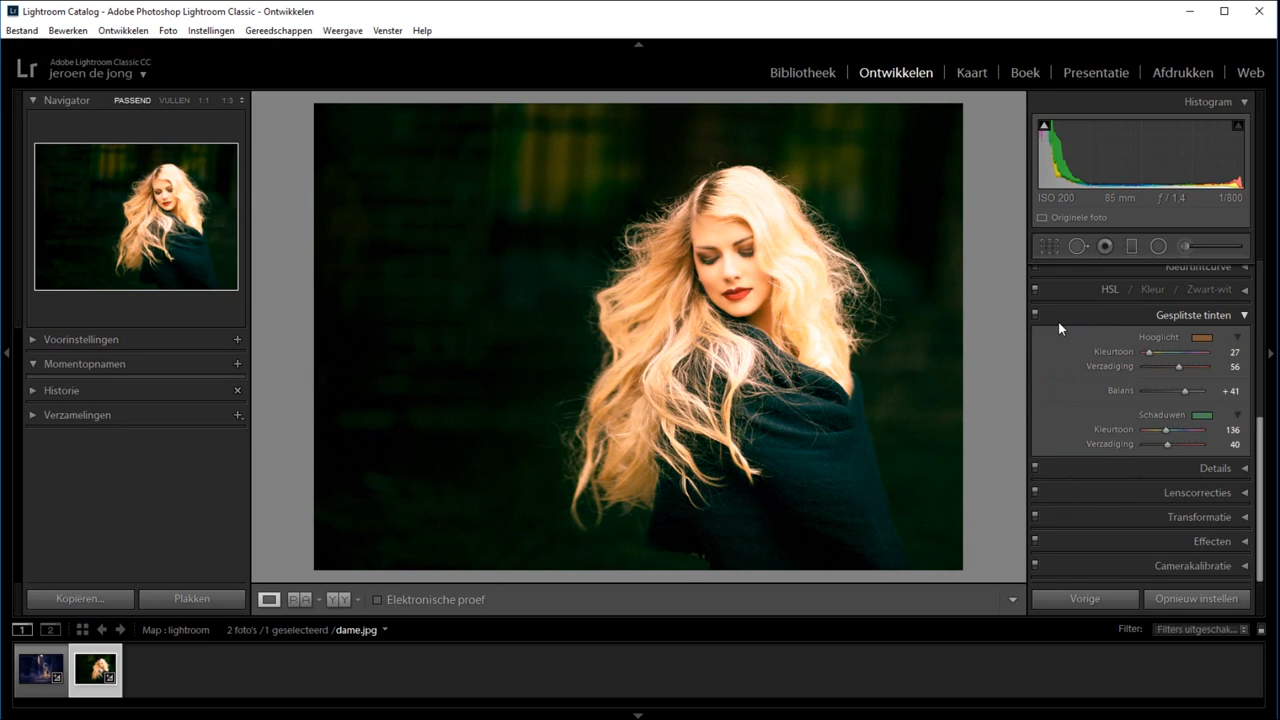 Lightroom Catalog - Adobe Photoshop Lightroom Classic - Ontwikkelen
Bestand Bewerken Ontwikkelen Foto Instellingen Gereedschappen Weergave Venster Help
Lr Adobe Lightroom Classic CC
jeroen de jong
Bibliotheek Ontwikkelen Kaart Boek Presentatie Afdrukken Web
Navigator PASSEND VULLEN 1:1 1:3
Histogram
ISO 200 85 mm ƒ / 1,4 1/800
Originele foto
Kleurtintcurve
HSL / Kleur / Zwart-wit
Gesplitste tinten
Hooglicht
Kleurtoon 27
Verzadiging 56
Balans + 41
Schaduwen
Kleurtoon 136
Verzadiging 40
Details
Lenscorrecties
Transformatie
Effecten
Camerakalibratie
Voorinstellingen
Momentopnamen
Historie
Verzamelingen
Kopiëren... Plakken
RA YY Elektronische proef
Vorige Opnieuw instellen
1 2 Map : lightroom 2 foto's /1 geselecteerd /dame.jpg
Filter: Filters uitgeschak...